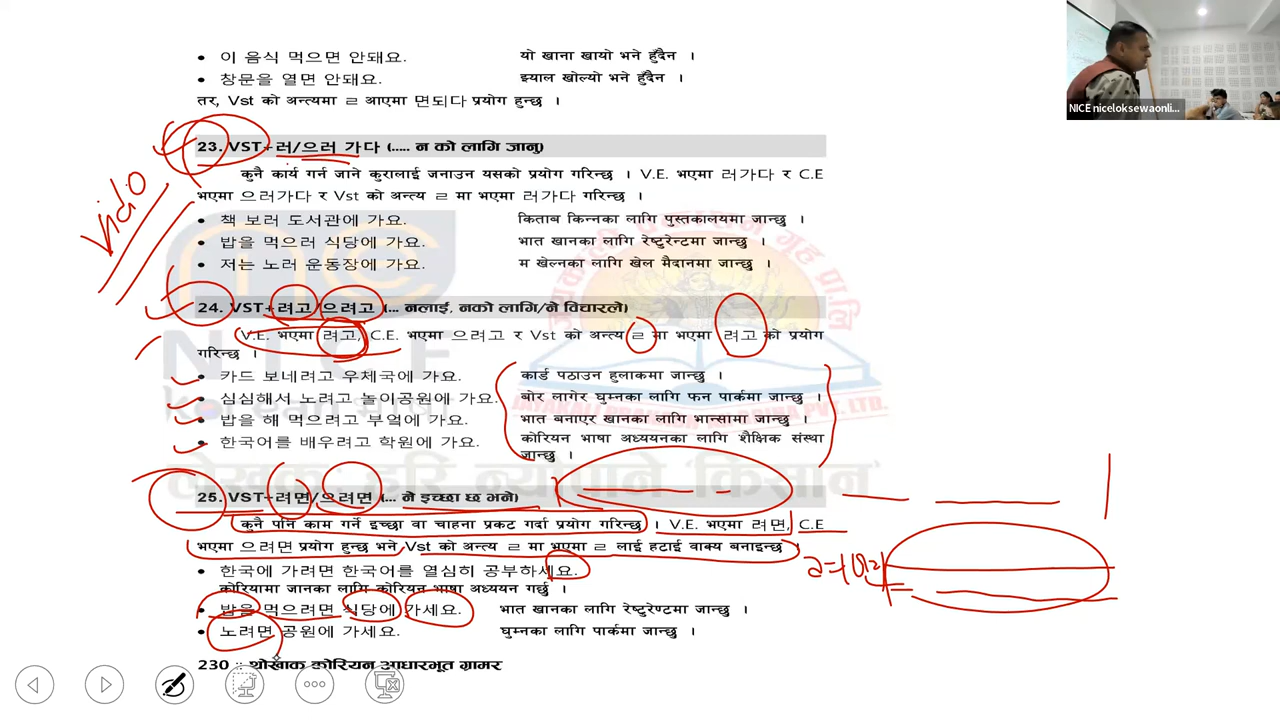 • 이 음식 먹으면 안돼요. यो खाना खायो भने हुँदैन ।
• 창문을 열면 안돼요. झ्याल खोल्यो भने हुँदैन ।
तर, Vst को अन्त्यमा ㄹ आएमा 면되다 प्रयोग हुन्छ ।
23. VST+러/으러 가다 (..... न को लागि जानु)
कुनै कार्य गर्न जाने कुरालाई जनाउन यसको प्रयोग गरिन्छ । V.E. भएमा 러가다 र C.E
भएमा 으러가다 र Vst को अन्त्य ㄹ मा भएमा 러가다 गरिन्छ ।
• 책 보러 도서관에 가요. किताब किन्नका लागि पुस्तकालयमा जान्छु ।
• 밥을 먹으러 식당에 가요. भात खानका लागि रेष्टुरेन्टमा जान्छु ।
• 저는 노러 운동장에 가요. म खेल्नका लागि खेल मैदानमा जान्छु ।
Vido
24. VST+려고/으려고 (... नलाई, नको लागि/ने विचारले)
V.E. भएमा 려고, C.E. भएमा 으려고 र Vst को अन्त्य ㄹ मा भएमा 려고 को प्रयोग
गरिन्छ ।
• 카드 보네려고 우체국에 가요. कार्ड पठाउन हुलाकमा जान्छु ।
• 심심해서 노려고 놀이공원에 가요. बोर लागेर घुम्नका लागि फन पार्कमा जान्छु ।
• 밥을 해 먹으려고 부엌에 가요. भात बनाएर खानका लागि भान्सामा जान्छु ।
• 한국어를 배우려고 학원에 가요. कोरियन भाषा अध्ययनका लागि शैक्षिक संस्था
जान्छु ।
25. VST+려면/으려면 (... ने इच्छा छ भने)
कुनै पनि काम गर्ने इच्छा वा चाहना प्रकट गर्दा प्रयोग गरिन्छ । V.E. भएमा 려면, C.E
भएमा 으려면 प्रयोग हुन्छ भने Vst को अन्त्य ㄹ मा भएमा ㄹ लाई हटाई वाक्य बनाइन्छ ।
• 한국에 가려면 한국어를 열심히 공부하세요.
कोरियामा जानका लागि कोरियन भाषा अध्ययन गर्छु ।
• 밥을 먹으려면 식당에 가세요. भात खानका लागि रेष्टुरेण्टमा जान्छु ।
• 노려면 공원에 가세요. घुम्नका लागि पार्कमा जान्छु ।
230 :: थोखाक कोरियन आधारभूत ग्रामर
NICE niceloksewaonli...